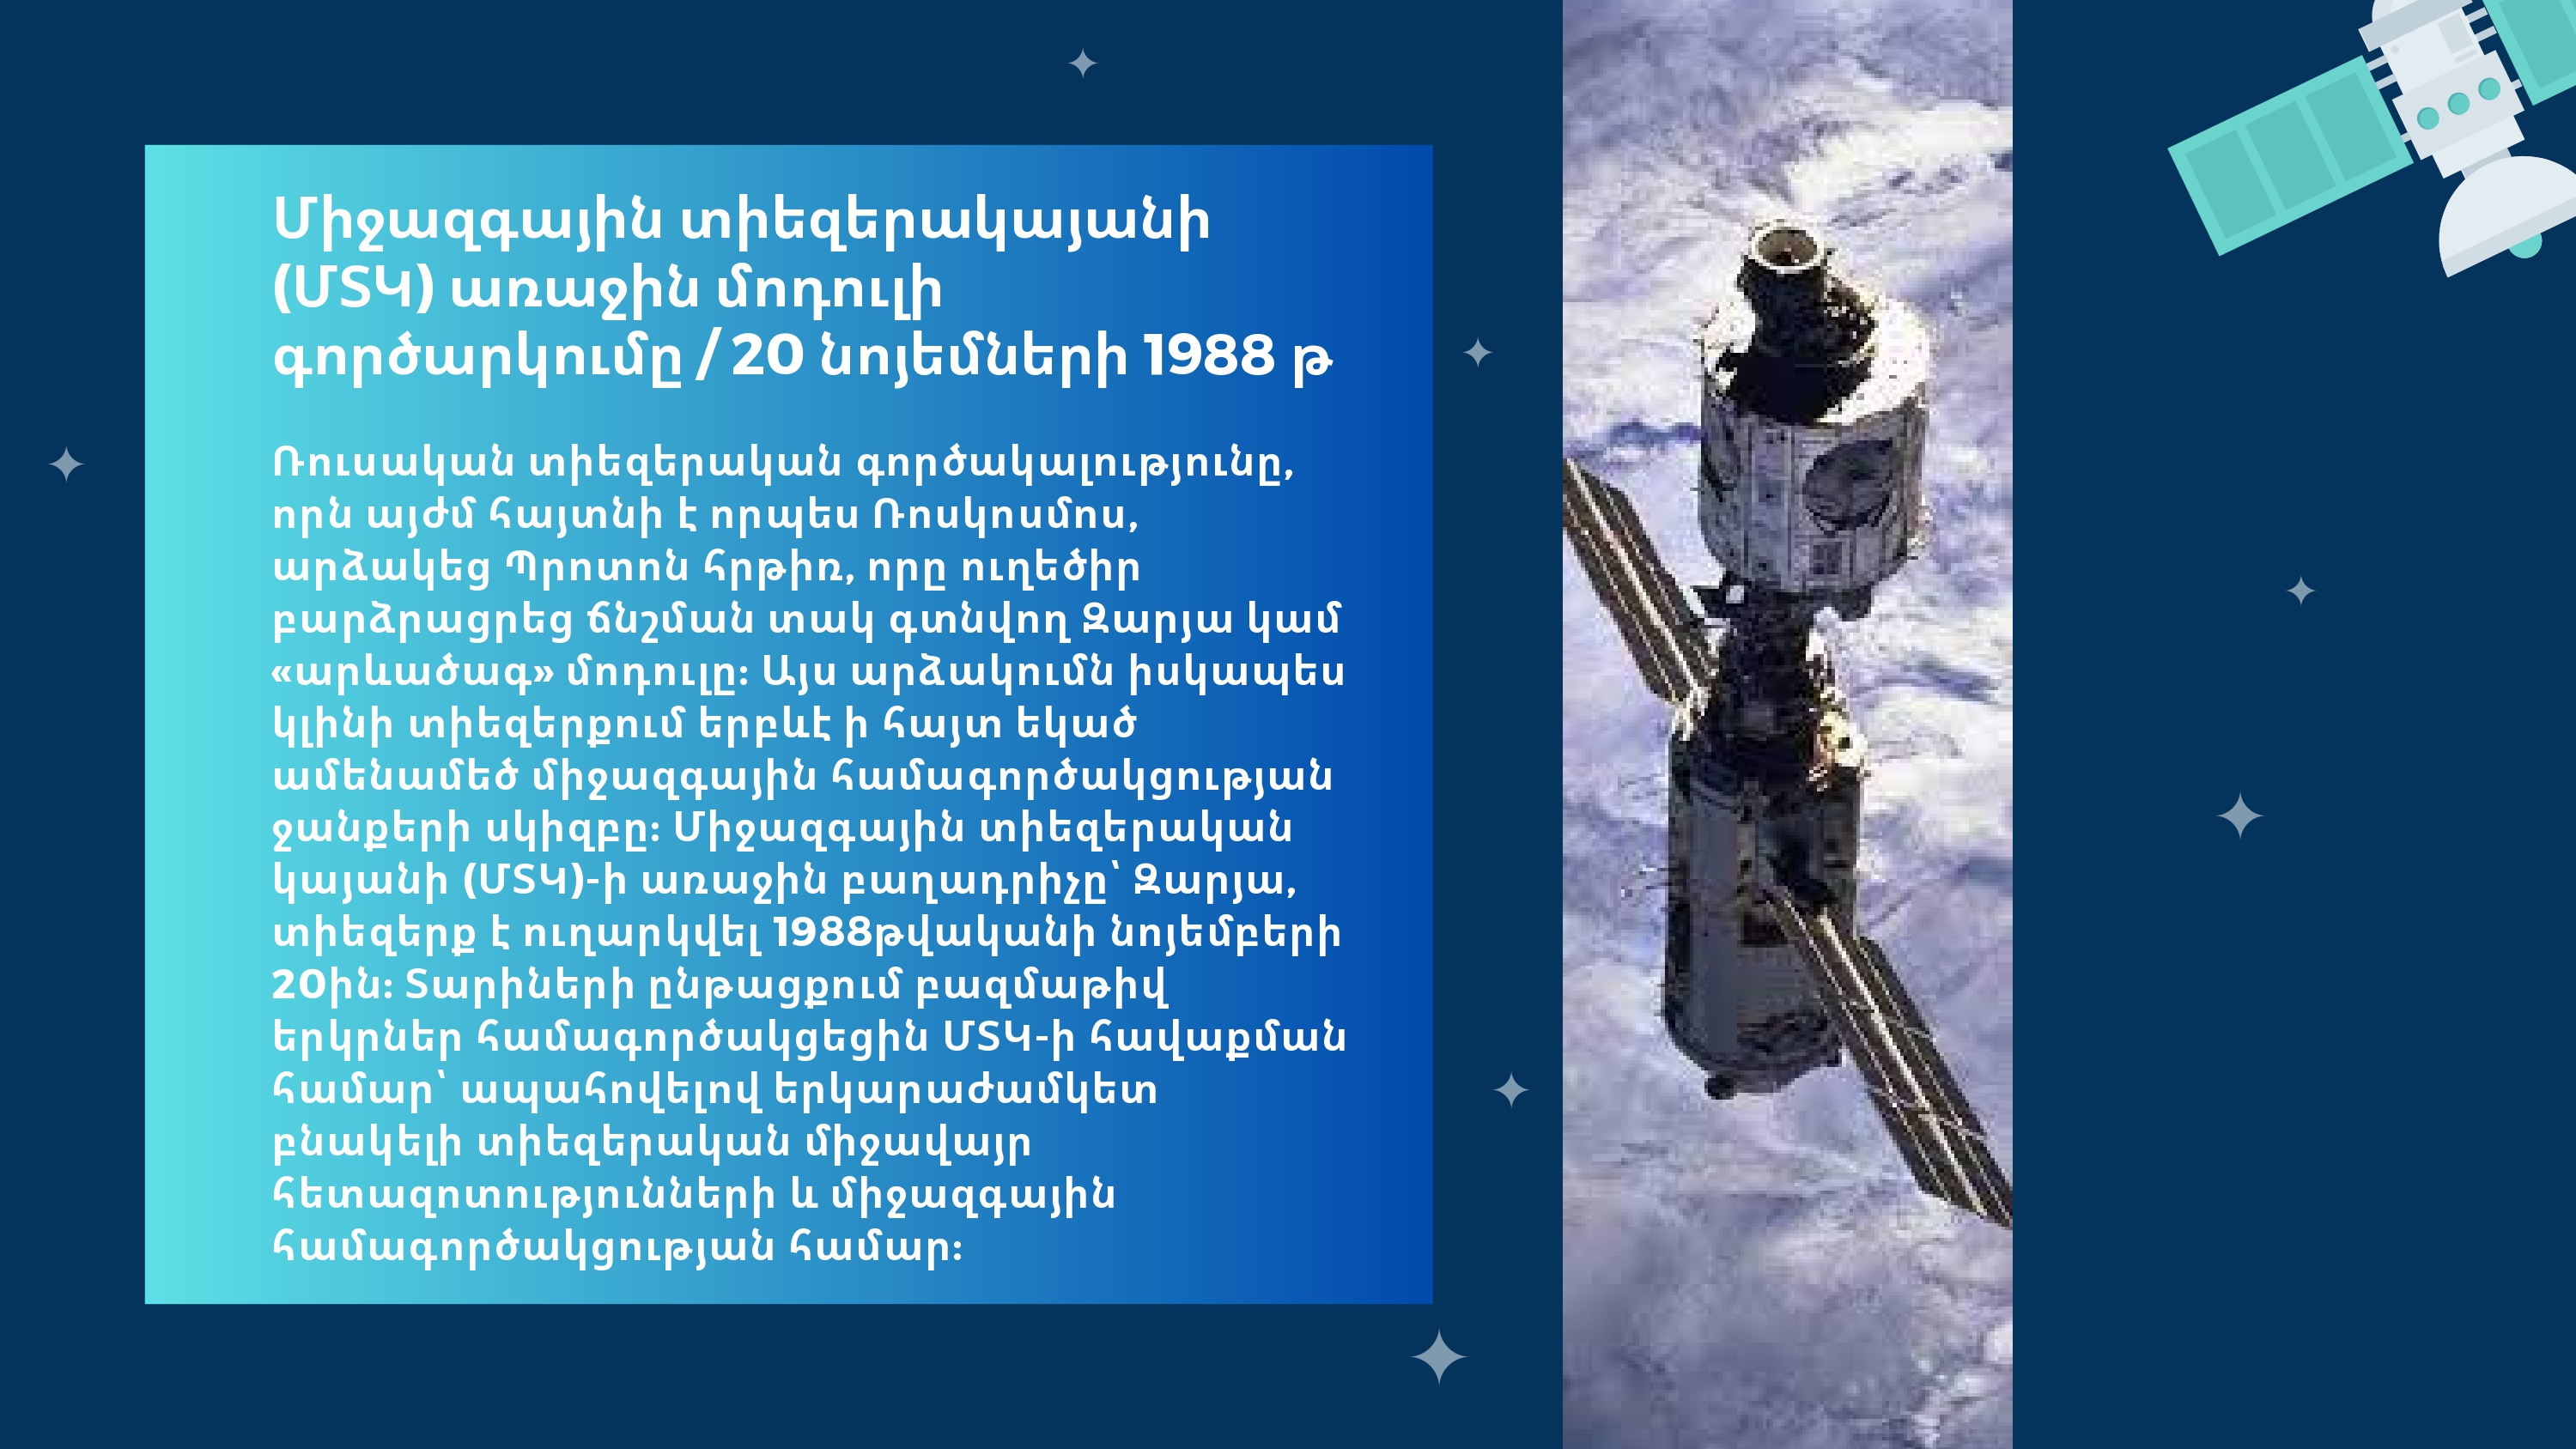 Միջազգային տիեզերակայանի
(ՄՏԿ) առաջին մոդուլի
գործարկումը / 20 նոյեմների 1988 թ
Ռուսական տիեզերական գործակալությունը,
որն այժմ հայտնի է որպես Ռոսկոսմոս,
արձակեց Պրոտոն հրթիռ, որը ուղեծիր
բարձրացրեց ճնշման տակ գտնվող Զարյա կամ
«արևածագ» մոդուլը: Այս արձակումն իսկապես
կլինի տիեզերքում երբևէ ի հայտ եկած
ամենամեծ միջազգային համագործակցության
ջանքերի սկիզբը: Միջազգային տիեզերական
կայանի (ՄՏԿ)-ի առաջին բաղադրիչը՝ Զարյա,
տիեզերք է ուղարկվել 1988թվականի նոյեմբերի
20ին: Տարիների ընթացքում բազմաթիվ
երկրներ համագործակցեցին ՄՏԿ-ի հավաքման
համար՝ ապահովելով երկարաժամկետ
բնակելի տիեզերական միջավայր
հետազոտությունների և միջազգային
համագործակցության համար: